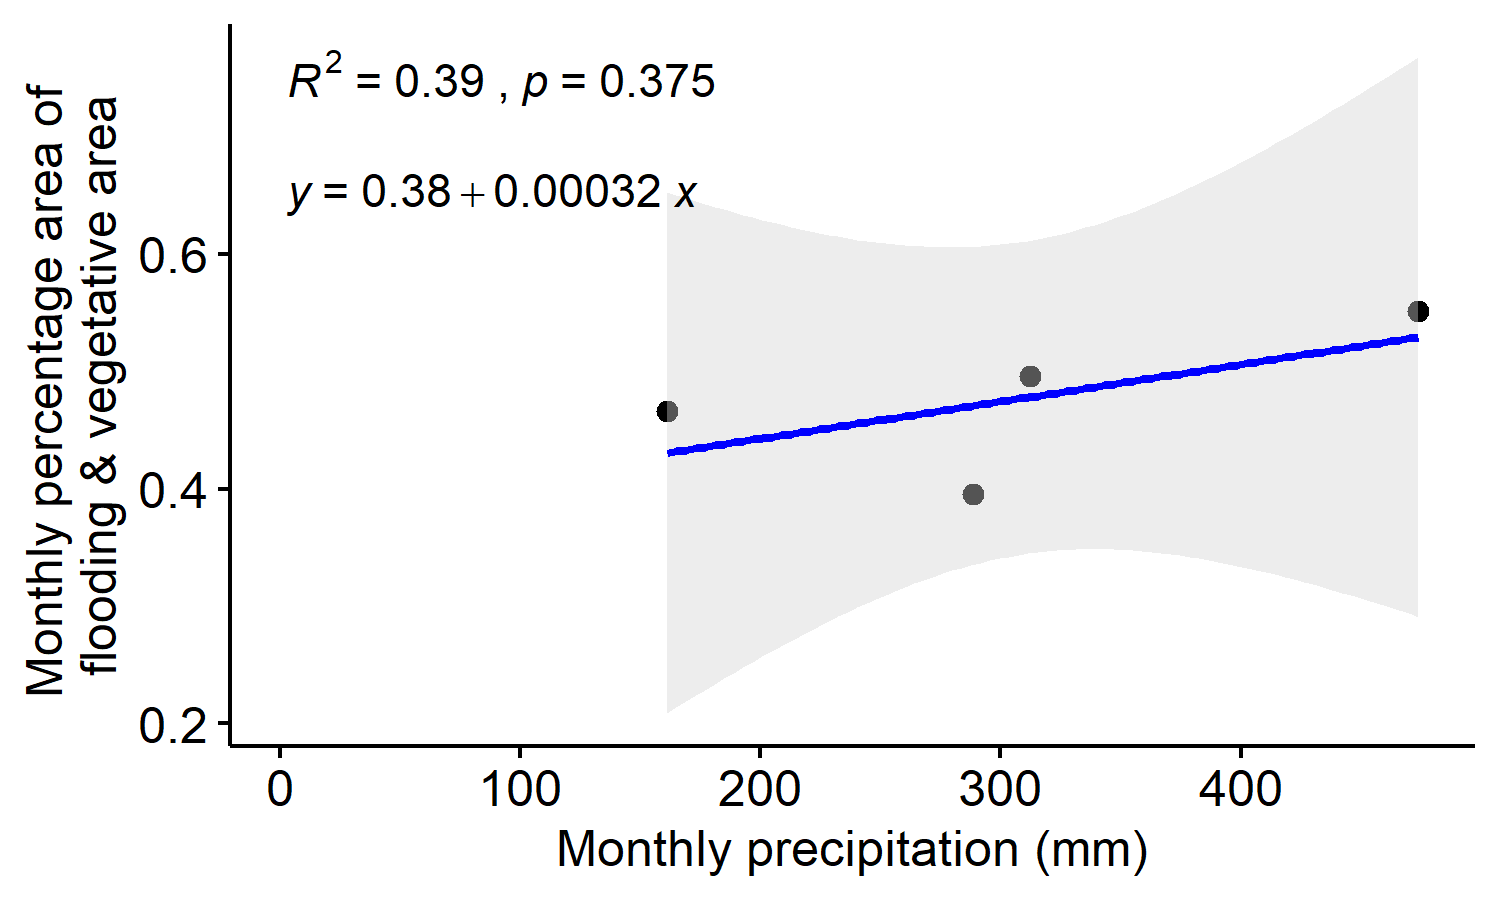 R² = 0.39 , p = 0.375
y = 0.38 + 0.00032 x
Monthly percentage area of
flooding & vegetative area
0.6
0.4
0.2
0 100 200 300 400
Monthly precipitation (mm)